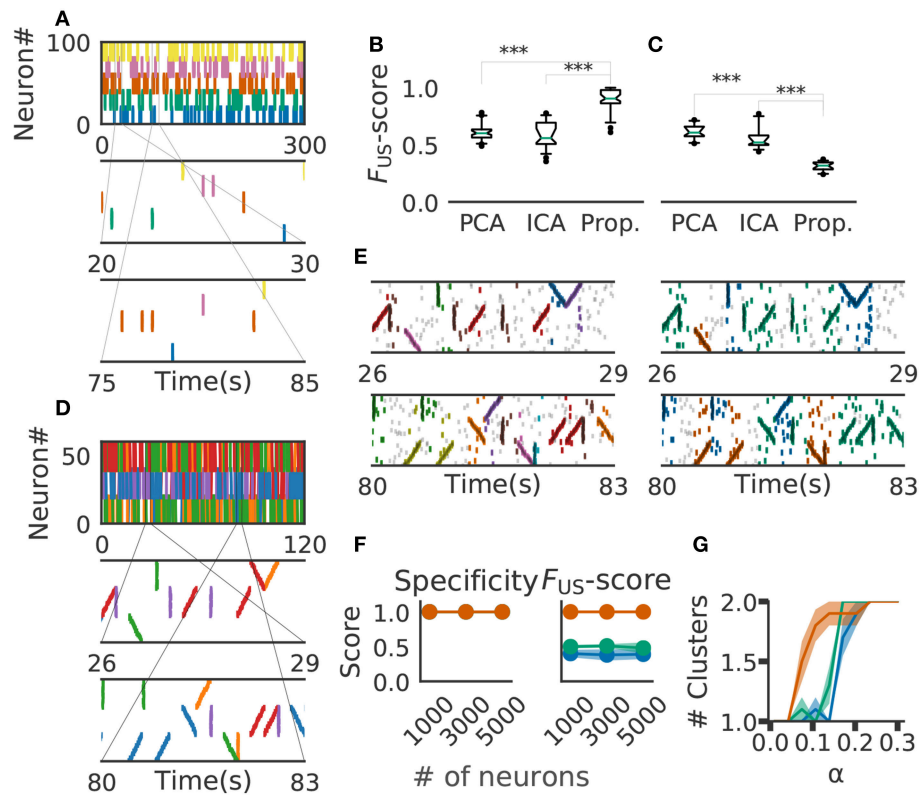 A
Neuron#
100
0
0 300
20 30
75 Time(s) 85
B
***
***
F_US-score
1.0
0.5
0.0
PCA ICA Prop.
C
***
***
PCA ICA Prop.
D
Neuron#
50
0
0 120
26 29
80 Time(s) 83
E
26 29
26 29
80 Time(s) 83
80 Time(s) 83
F
Specificity F_US-score
Score
1.0
0.5
0.0
1000 3000 5000
1000 3000 5000
# of neurons
G
# Clusters
2.0
1.5
1.0
0.0 0.1 0.2 0.3
α